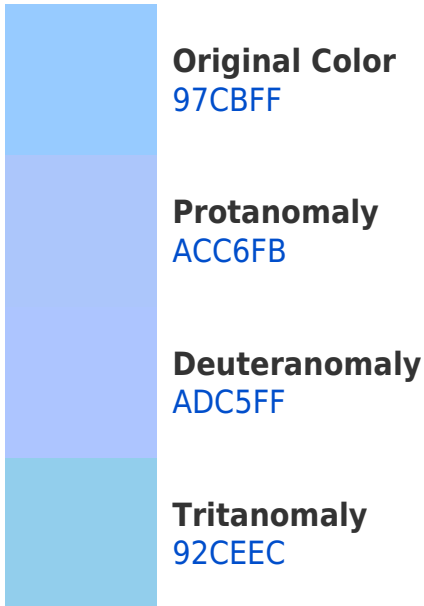 Original Color
97CBFF
Protanomaly
ACC6FB
Deuteranomaly
ADC5FF
Tritanomaly
92CEEC